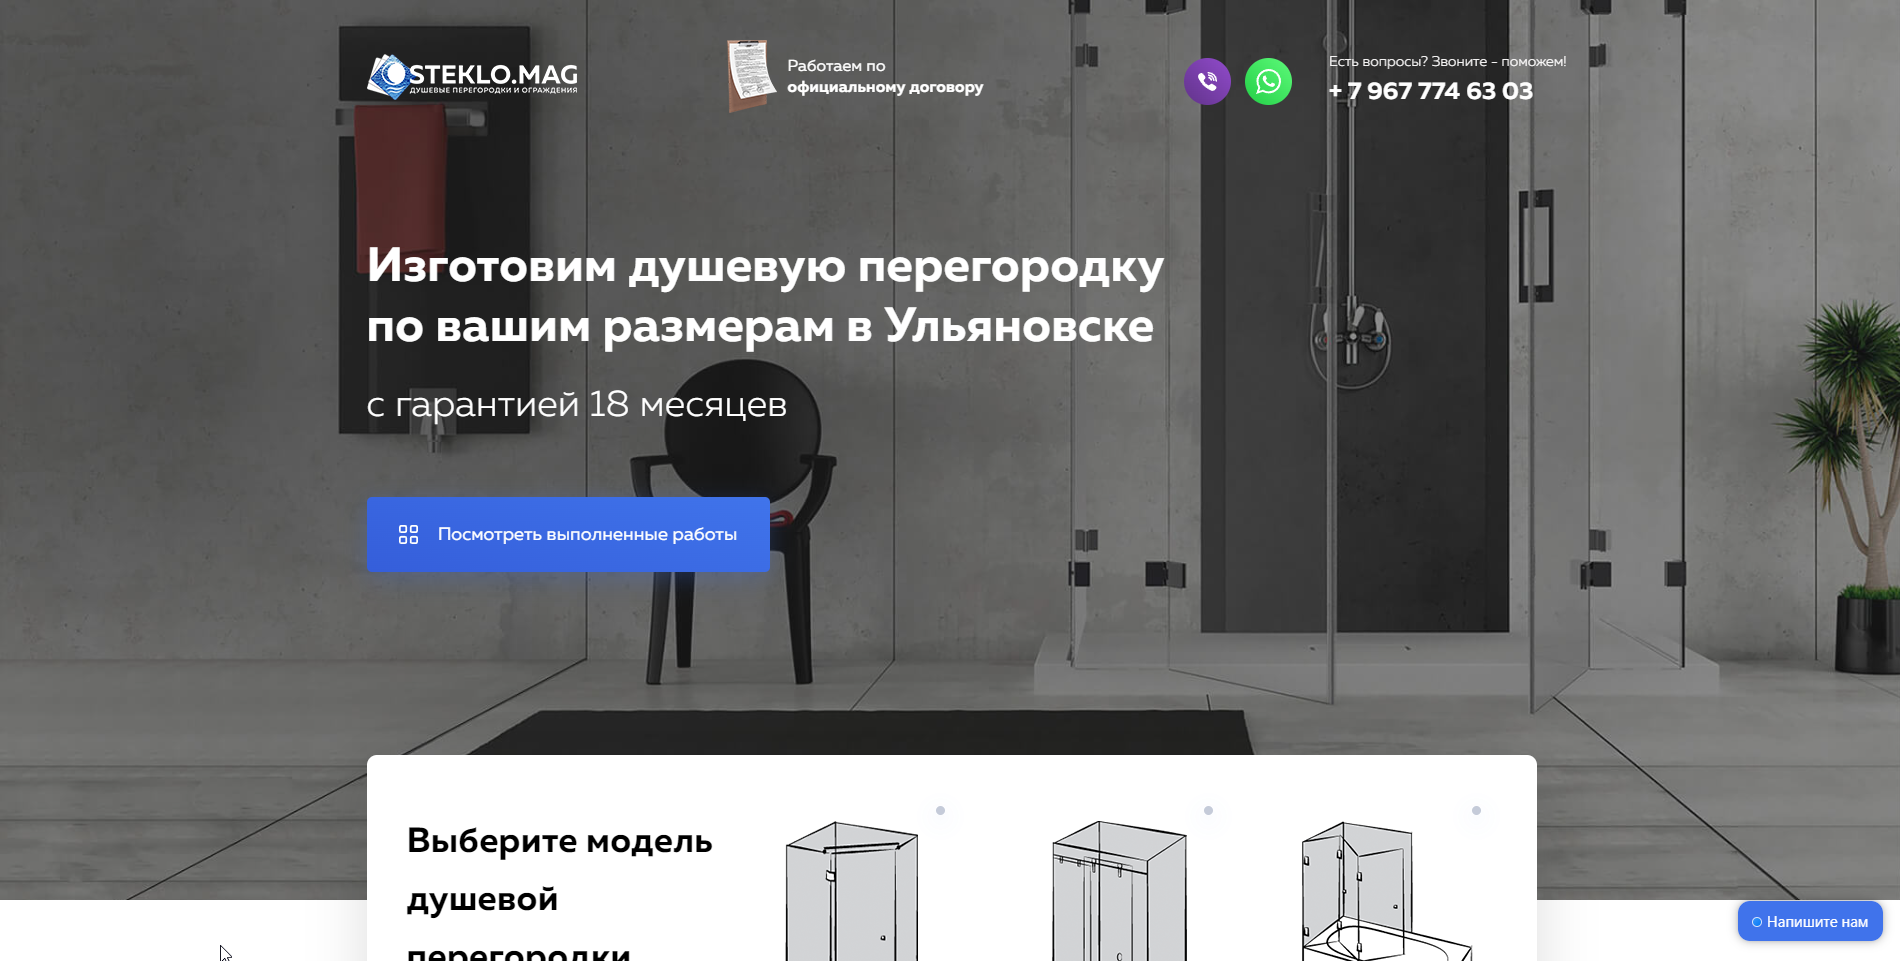 STEKLO.MAG
ДУШЕВЫЕ ПЕРЕГОРОДКИ И ОГРАЖДЕНИЯ
Работаем по
официальному договору
Есть вопросы? Звоните - поможем!
+ 7 967 774 63 03
Изготовим душевую перегородку
по вашим размерам в Ульяновске
с гарантией 18 месяцев
Посмотреть выполненные работы
Выберите модель
душевой
перегородки
Напишите нам